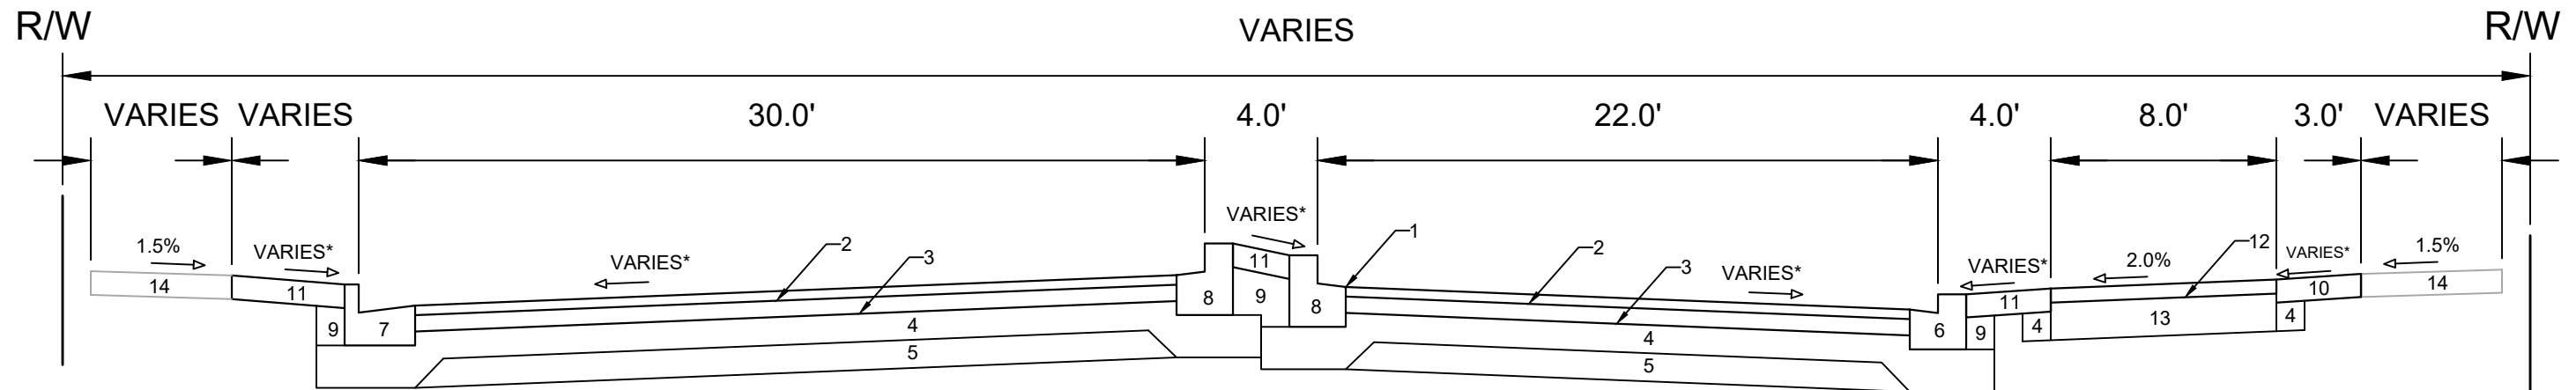 R/W VARIES R/W
VARIES VARIES 30.0' 4.0' 22.0' 4.0' 8.0' 3.0' VARIES
VARIES* 1
1.5% VARIES* VARIES* 2 3 2 3 VARIES* VARIES* 2.0% 12 VARIES* 1.5%
14 11 11 11 10 14
9 7 8 9 8 6 9 4 13 4
4 4
5 5